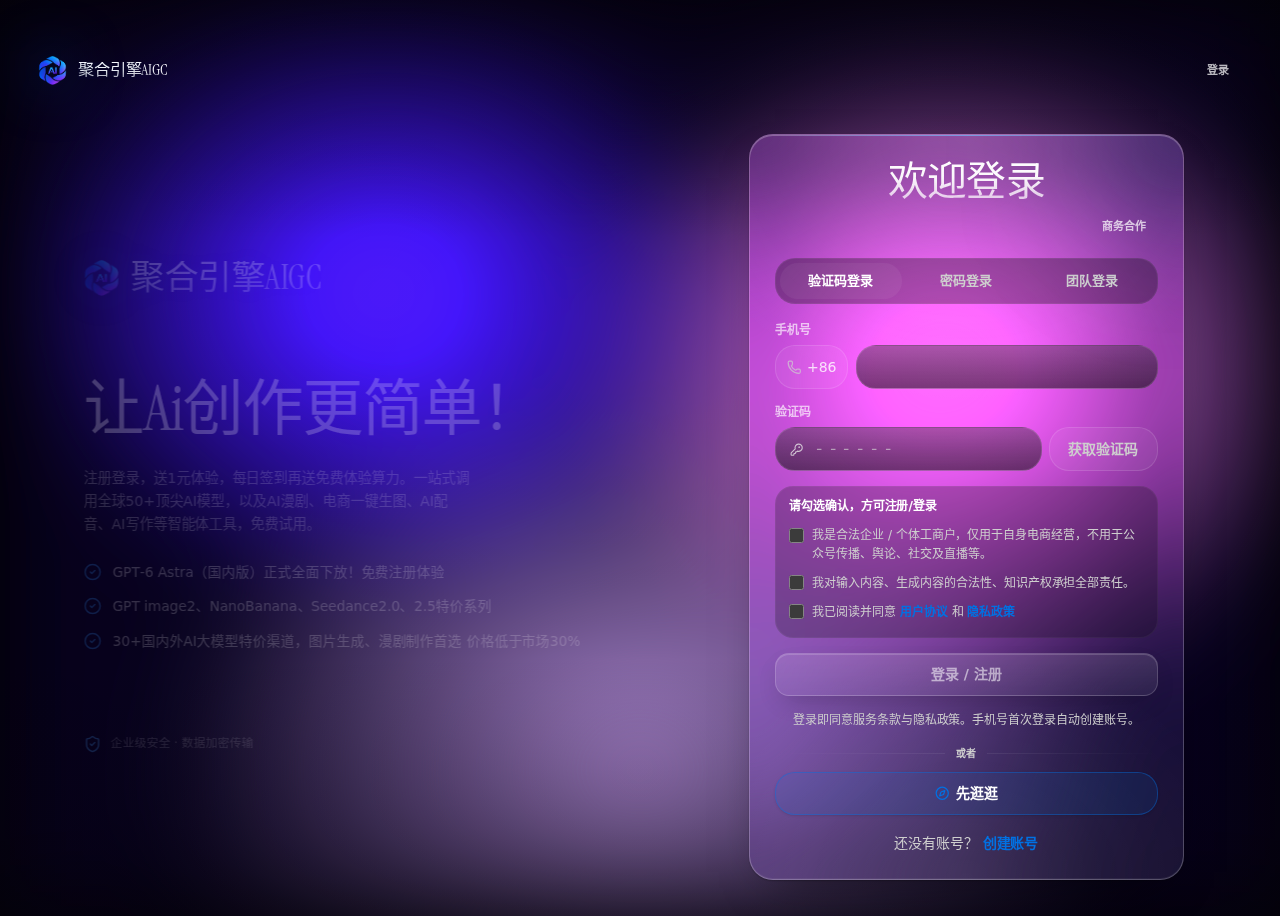 聚合引擎AIGC
登录
聚合引擎AIGC
让Ai创作更简单！
注册登录，送1元体验，每日签到再送免费体验算力。一站式调
用全球50+顶尖AI模型，以及AI漫剧、电商一键生图、AI配
音、AI写作等智能体工具，免费试用。
GPT-6 Astra（国内版）正式全面下放！免费注册体验
GPT image2、NanoBanana、Seedance2.0、2.5特价系列
30+国内外AI大模型特价渠道，图片生成、漫剧制作首选 价格低于市场30%
企业级安全 · 数据加密传输
欢迎登录
商务合作
验证码登录 密码登录 团队登录
手机号
+86
验证码
- - - - - - 获取验证码
请勾选确认，方可注册/登录
我是合法企业 / 个体工商户，仅用于自身电商经营，不用于公
众号传播、舆论、社交及直播等。
我对输入内容、生成内容的合法性、知识产权承担全部责任。
我已阅读并同意 用户协议 和 隐私政策
登录 / 注册
登录即同意服务条款与隐私政策。手机号首次登录自动创建账号。
或者
先逛逛
还没有账号？ 创建账号